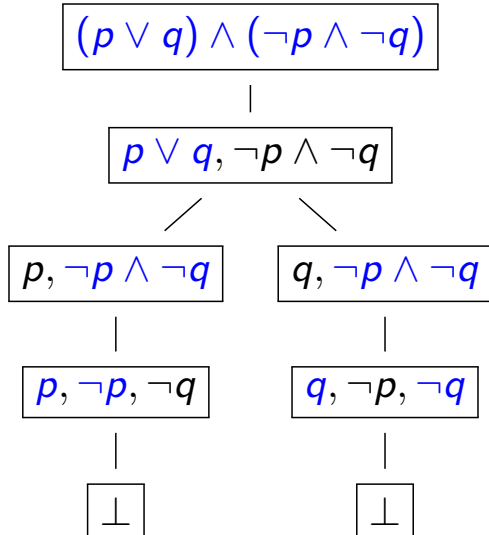 (p ∨ q) ∧ (¬p ∧ ¬q)
p ∨ q, ¬p ∧ ¬q
p, ¬p ∧ ¬q
q, ¬p ∧ ¬q
p, ¬p, ¬q
q, ¬p, ¬q
⊥
⊥